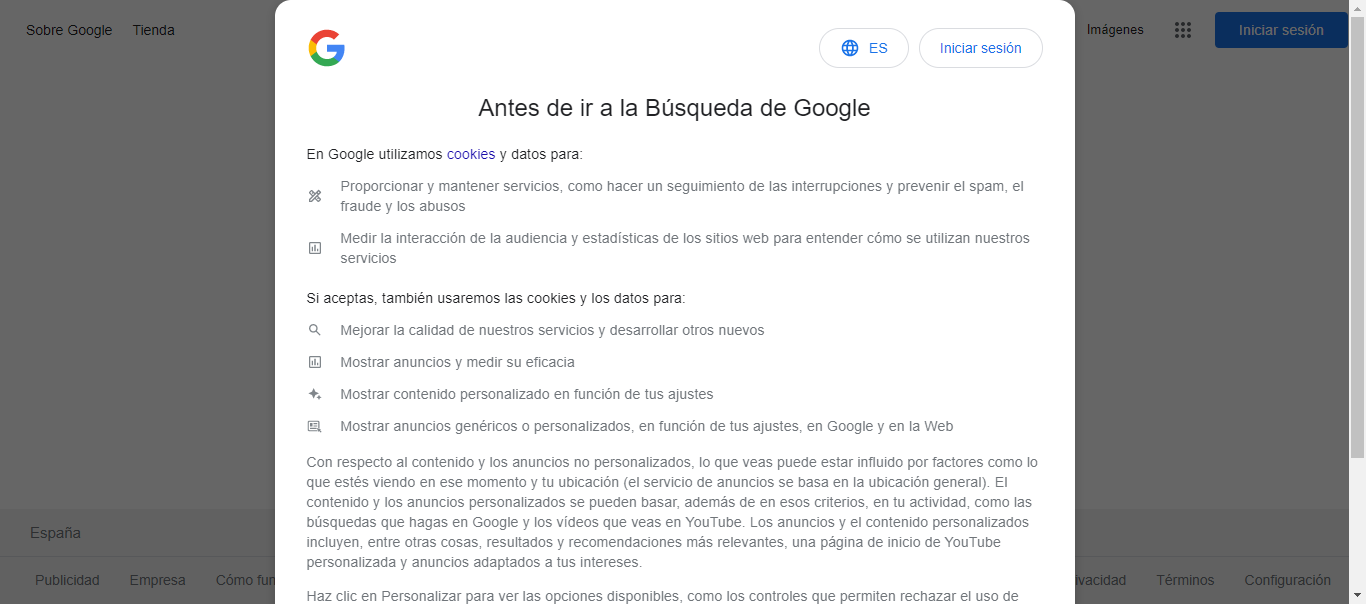 Sobre Google Tienda
Imágenes
Iniciar sesión
ES
Iniciar sesión
Antes de ir a la Búsqueda de Google
En Google utilizamos cookies y datos para:
Proporcionar y mantener servicios, como hacer un seguimiento de las interrupciones y prevenir el spam, el
fraude y los abusos
Medir la interacción de la audiencia y estadísticas de los sitios web para entender cómo se utilizan nuestros
servicios
Si aceptas, también usaremos las cookies y los datos para:
Mejorar la calidad de nuestros servicios y desarrollar otros nuevos
Mostrar anuncios y medir su eficacia
Mostrar contenido personalizado en función de tus ajustes
Mostrar anuncios genéricos o personalizados, en función de tus ajustes, en Google y en la Web
Con respecto al contenido y los anuncios no personalizados, lo que veas puede estar influido por factores como lo
que estés viendo en ese momento y tu ubicación (el servicio de anuncios se basa en la ubicación general). El
contenido y los anuncios personalizados se pueden basar, además de en esos criterios, en tu actividad, como las
búsquedas que hagas en Google y los vídeos que veas en YouTube. Los anuncios y el contenido personalizados
incluyen, entre otras cosas, resultados y recomendaciones más relevantes, una página de inicio de YouTube
personalizada y anuncios adaptados a tus intereses.
Haz clic en Personalizar para ver las opciones disponibles, como los controles que permiten rechazar el uso de
España
Publicidad Empresa Cómo fun
ivacidad Términos Configuración